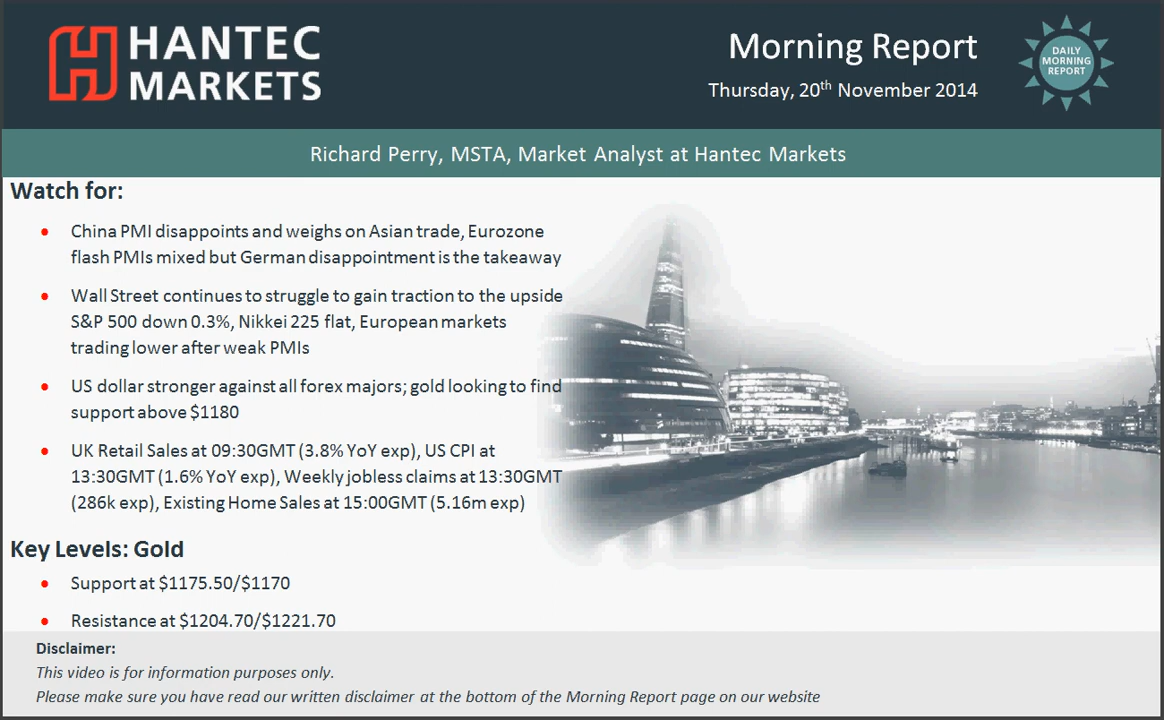 HANTEC
MARKETS
Morning Report
Thursday, 20th November 2014
DAILY
MORNING
REPORT
Richard Perry, MSTA, Market Analyst at Hantec Markets
Watch for:
• China PMI disappoints and weighs on Asian trade, Eurozone
flash PMIs mixed but German disappointment is the takeaway
• Wall Street continues to struggle to gain traction to the upside
S&P 500 down 0.3%, Nikkei 225 flat, European markets
trading lower after weak PMIs
• US dollar stronger against all forex majors; gold looking to find
support above $1180
• UK Retail Sales at 09:30GMT (3.8% YoY exp), US CPI at
13:30GMT (1.6% YoY exp), Weekly jobless claims at 13:30GMT
(286k exp), Existing Home Sales at 15:00GMT (5.16m exp)
Key Levels: Gold
• Support at $1175.50/$1170
• Resistance at $1204.70/$1221.70
Disclaimer:
This video is for information purposes only.
Please make sure you have read our written disclaimer at the bottom of the Morning Report page on our website